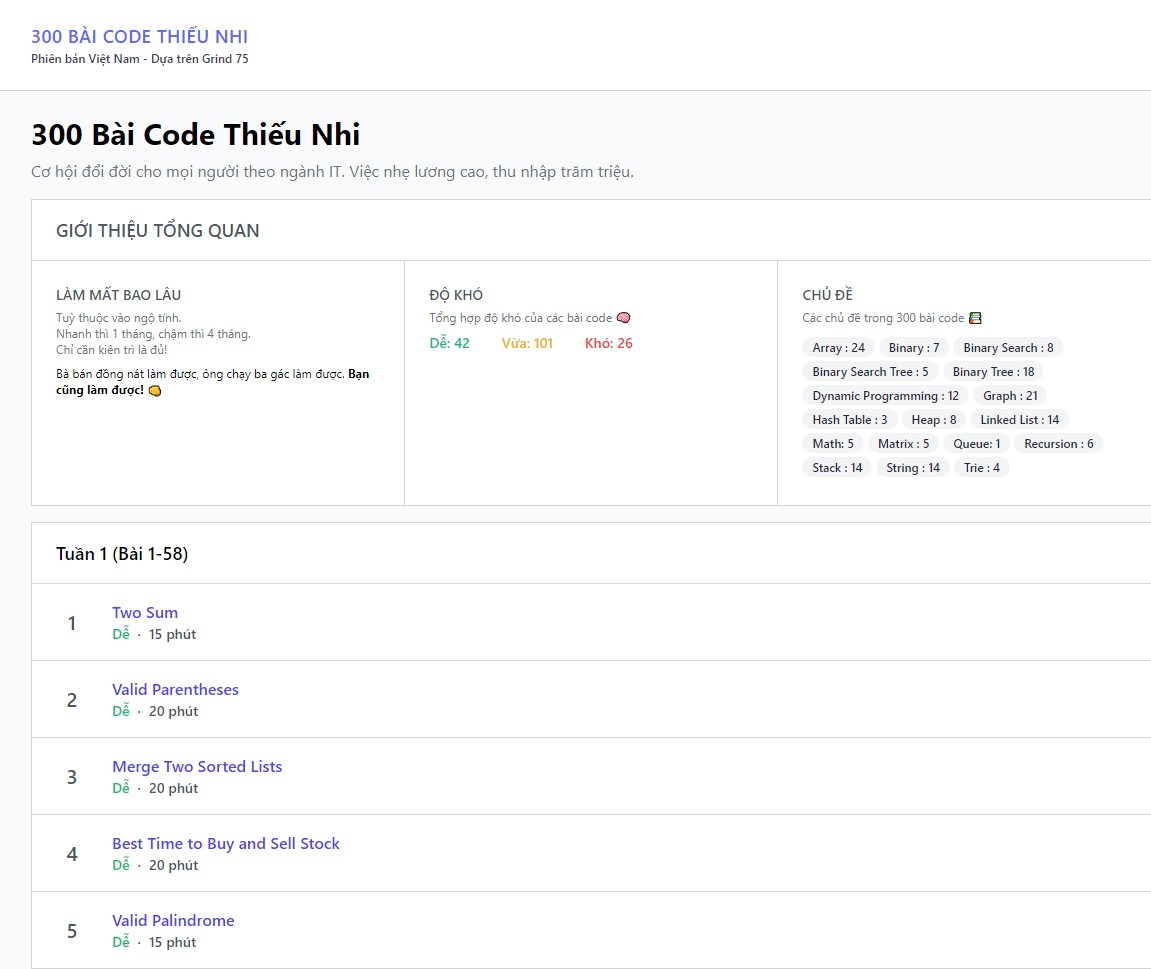 300 BÀI CODE THIẾU NHI
Phiên bản Việt Nam - Dựa trên Grind 75
300 Bài Code Thiếu Nhi
Cơ hội đổi đời cho mọi người theo ngành IT. Việc nhẹ lương cao, thu nhập trăm triệu.
GIỚI THIỆU TỔNG QUAN
LÀM MẤT BAO LÂU
Tuỳ thuộc vào ngộ tính.
Nhanh thì 1 tháng, chậm thì 4 tháng.
Chỉ cần kiên trì là đủ!
Bà bán đồng nát làm được, ông chạy ba gác làm được. Bạn
cũng làm được! 👊
ĐỘ KHÓ
Tổng hợp độ khó của các bài code 🧠
Dễ: 42 Vừa: 101 Khó: 26
CHỦ ĐỀ
Các chủ đề trong 300 bài code 📚
Array : 24 Binary : 7 Binary Search : 8
Binary Search Tree : 5 Binary Tree : 18
Dynamic Programming : 12 Graph : 21
Hash Table : 3 Heap : 8 Linked List : 14
Math: 5 Matrix : 5 Queue: 1 Recursion : 6
Stack : 14 String : 14 Trie : 4
Tuần 1 (Bài 1-58)
1 Two Sum
Dễ · 15 phút
2 Valid Parentheses
Dễ · 20 phút
3 Merge Two Sorted Lists
Dễ · 20 phút
4 Best Time to Buy and Sell Stock
Dễ · 20 phút
5 Valid Palindrome
Dễ · 15 phút